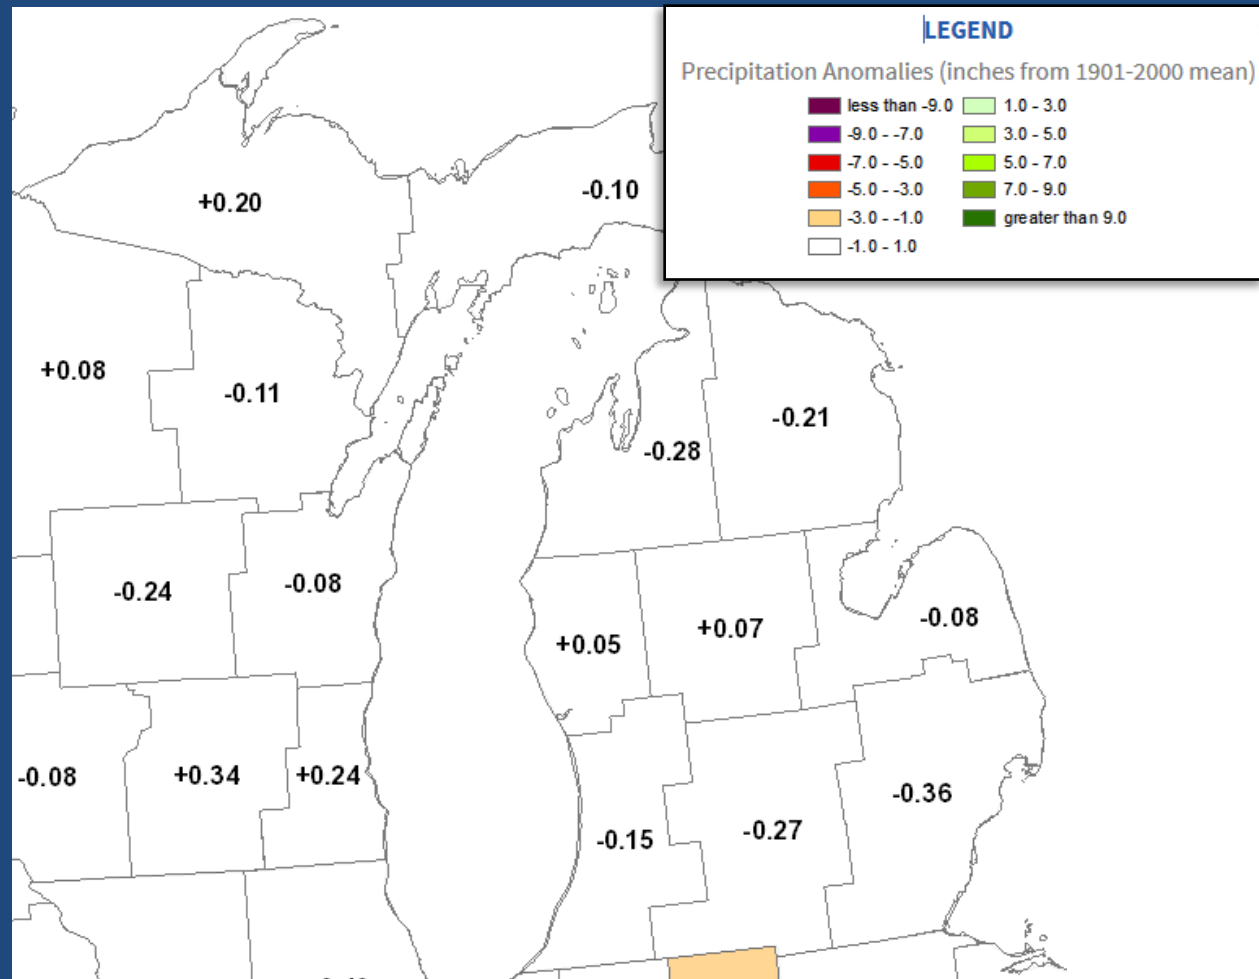 LEGEND
Precipitation Anomalies (inches from 1901-2000 mean)
less than -9.0 1.0 - 3.0
-9.0 - -7.0 3.0 - 5.0
-7.0 - -5.0 5.0 - 7.0
-5.0 - -3.0 7.0 - 9.0
-3.0 - -1.0 greater than 9.0
-1.0 - 1.0
+0.20
-0.10
+0.08
-0.11
-0.21
-0.28
-0.24
-0.08
+0.05
+0.07
-0.08
-0.08
+0.34
+0.24
-0.15
-0.27
-0.36